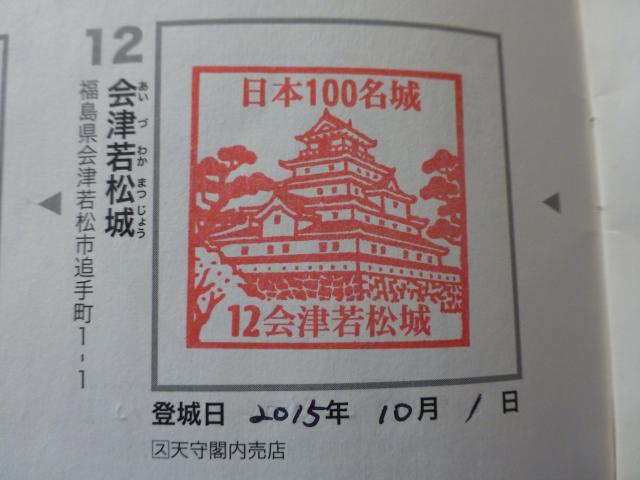 12
会津若松城
あいづわかまつじょう
福島県会津若松市追手町1-1
日本100名城
12会津若松城
登城日 2015年 10月 1日
ス天守閣内売店